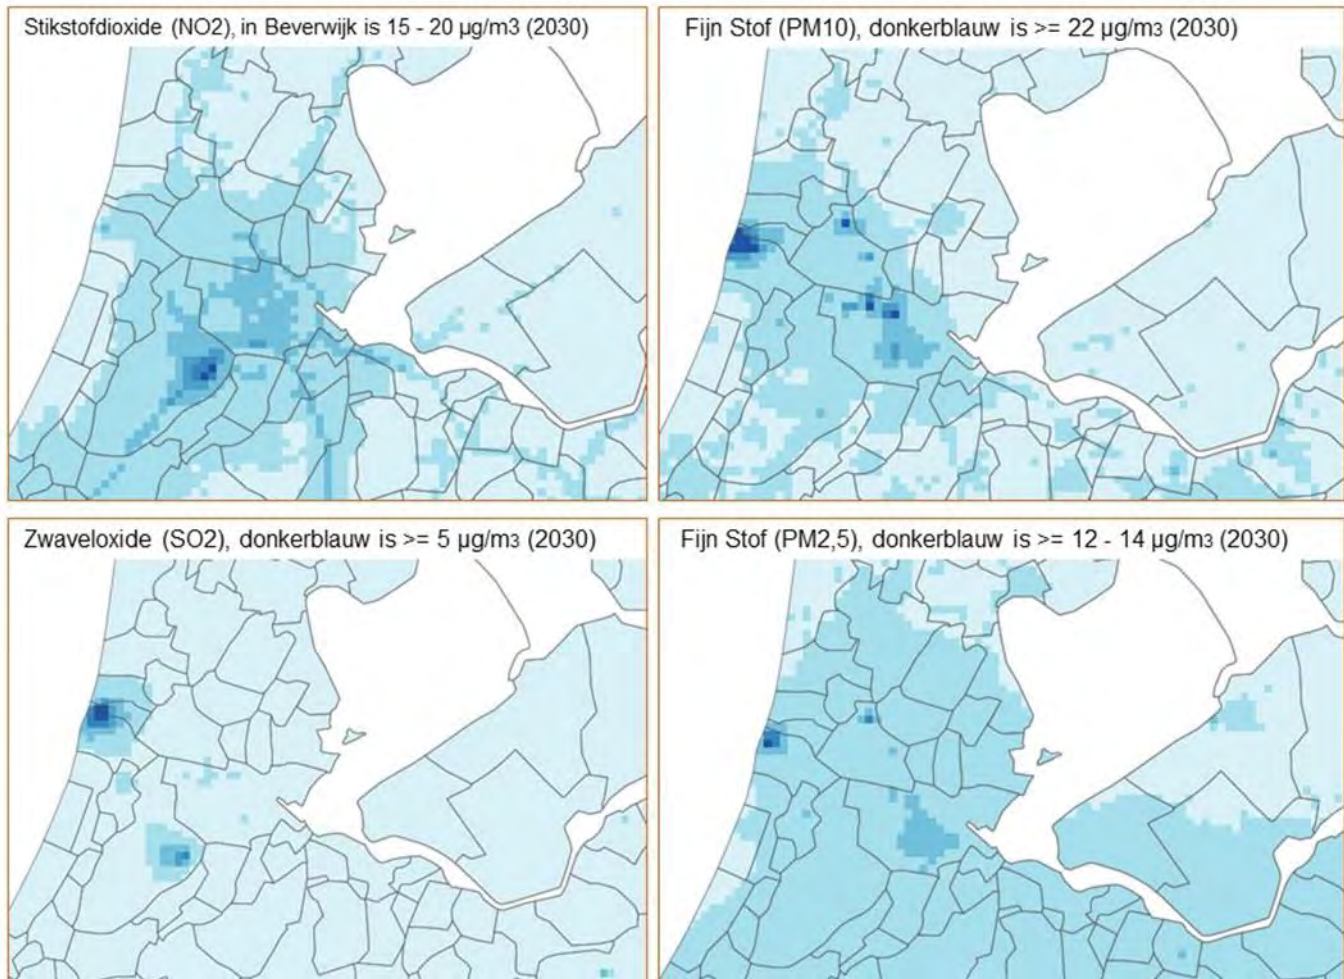 Stikstofdioxide (NO2), in Beverwijk is 15 - 20 µg/m3 (2030)
Fijn Stof (PM10), donkerblauw is >= 22 µg/m3 (2030)
Zwaveloxide (SO2), donkerblauw is >= 5 µg/m3 (2030)
Fijn Stof (PM2,5), donkerblauw is >= 12 - 14 µg/m3 (2030)